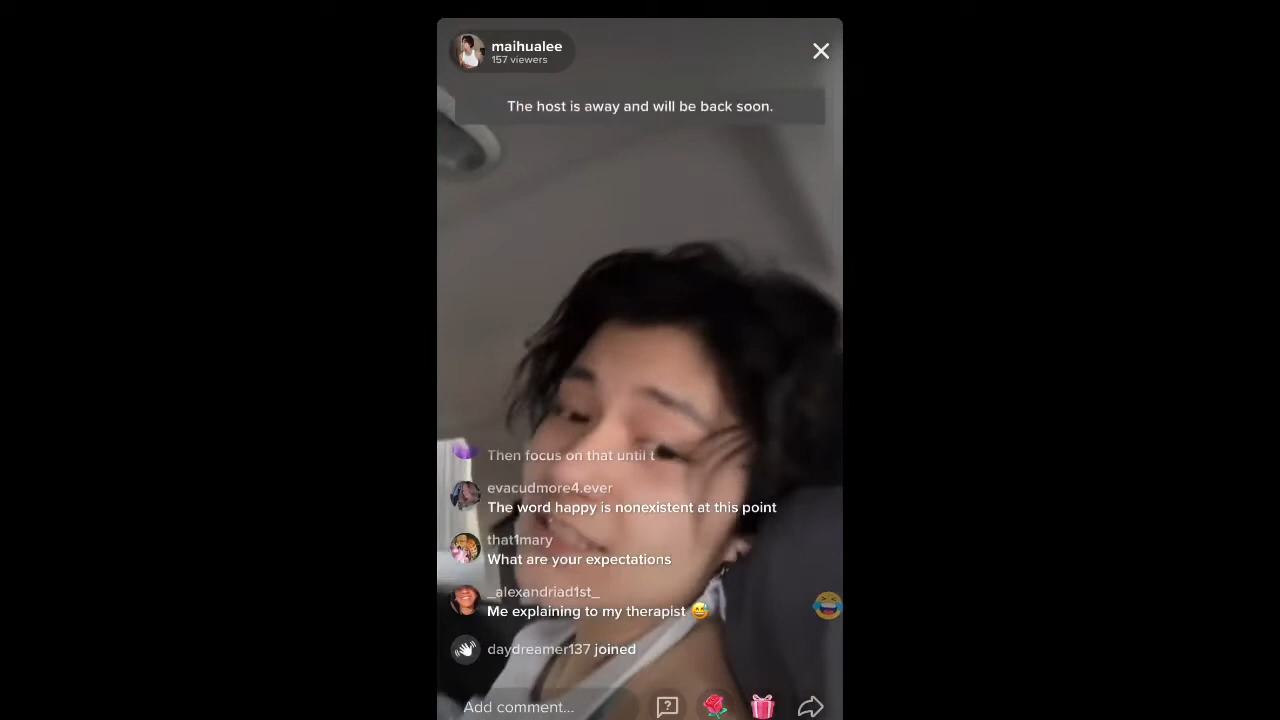 maihualee
157 viewers
The host is away and will be back soon.
Then focus on that until t
evacudmore4.ever
The word happy is nonexistent at this point
that1mary
What are your expectations
_alexandriad1st_
Me explaining to my therapist 😅
daydreamer137 joined
Add comment...